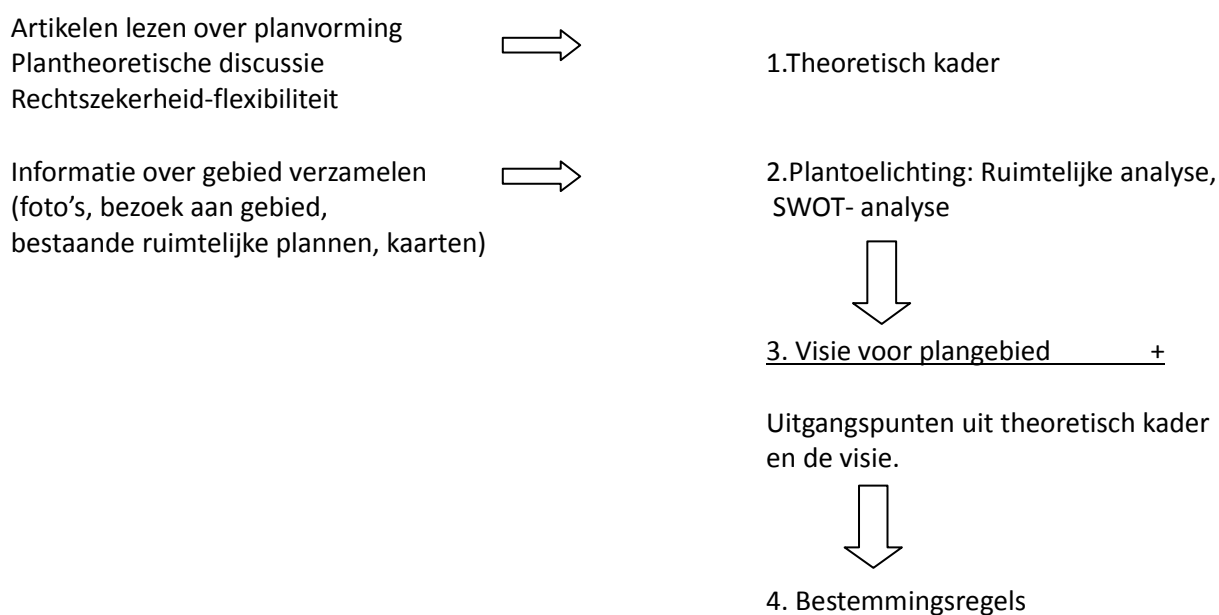 Artikelen lezen over planvorming
Plantheoretische discussie
Rechtszekerheid-flexibiliteit
1.Theoretisch kader
Informatie over gebied verzamelen
(foto's, bezoek aan gebied,
bestaande ruimtelijke plannen, kaarten)
2.Plantoelichting: Ruimtelijke analyse,
SWOT- analyse
3. Visie voor plangebied +
Uitgangspunten uit theoretisch kader
en de visie.
4. Bestemmingsregels